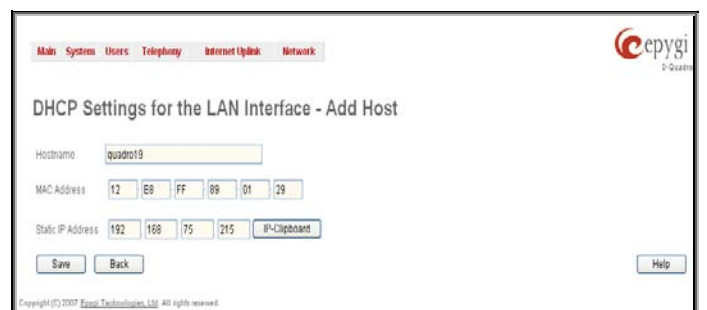 Main System Users Telephony Internet Uplink Network
epygi
D-Quadro
DHCP Settings for the LAN Interface - Add Host
Hostname quadro19
MAC Address 12 E8 FF 89 01 29
Static IP Address 192 168 75 215 IP-Clipboard
Save Back Help
Copyright (C) 2007 Epygi Technologies, Ltd. All rights reserved.